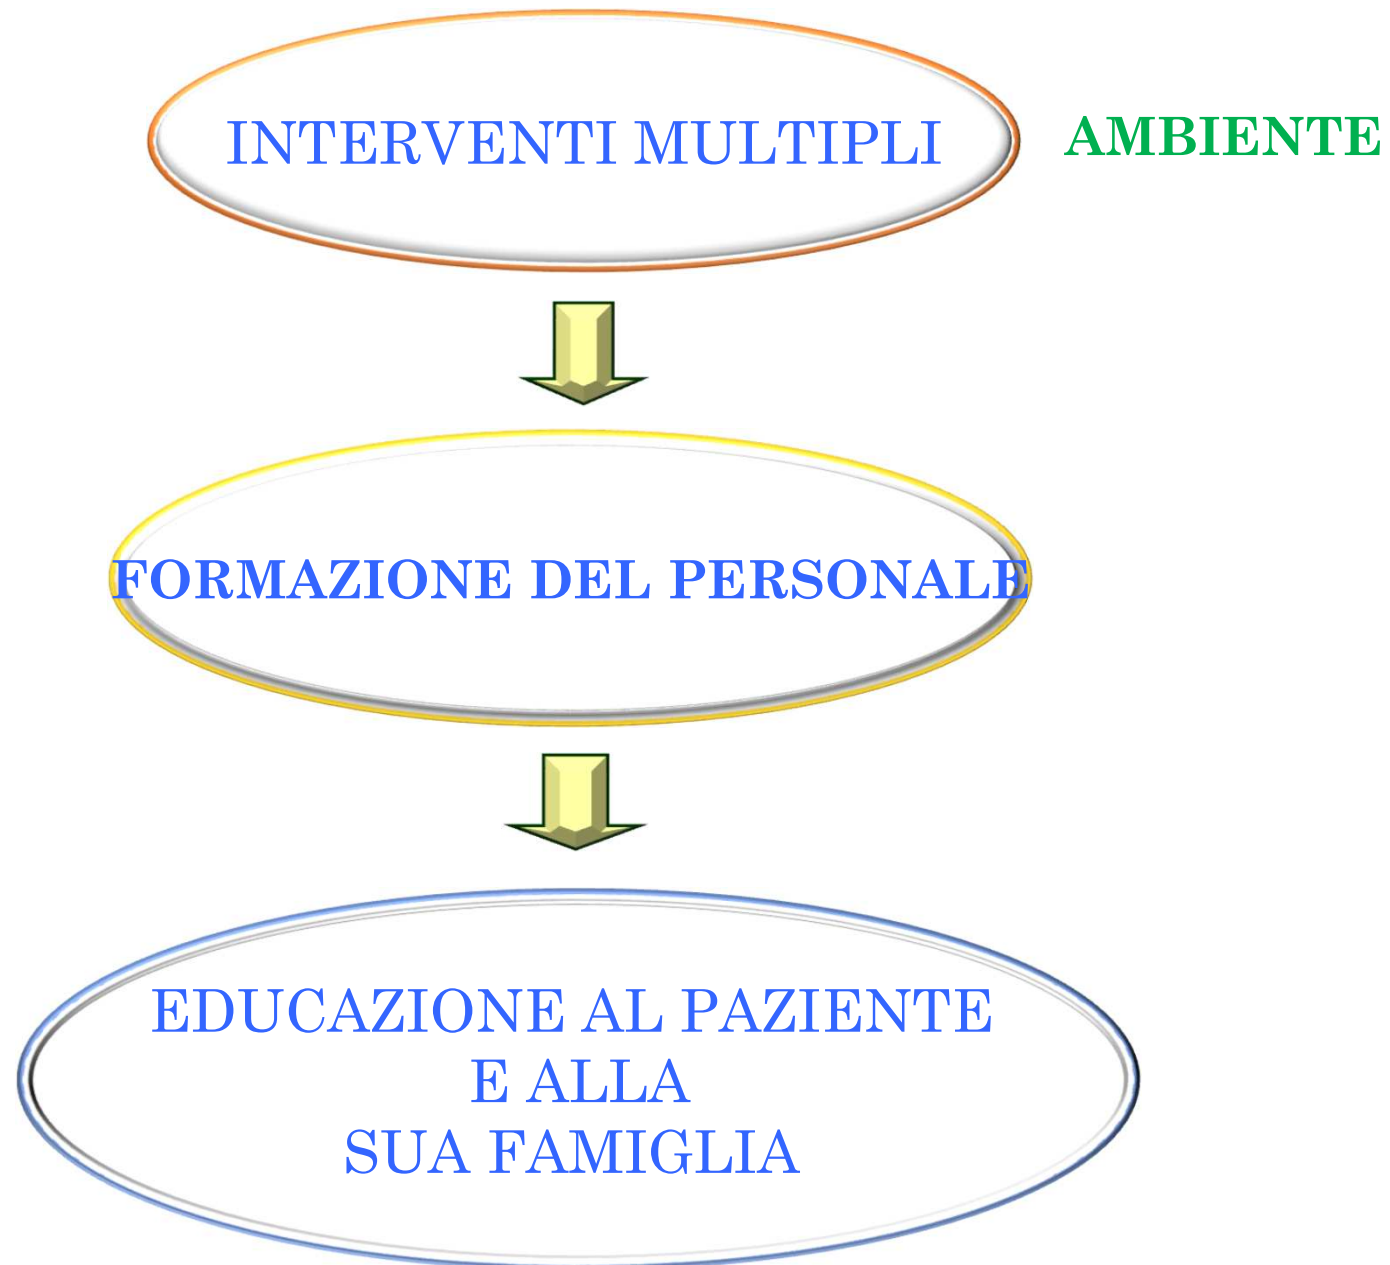 INTERVENTI MULTIPLI
AMBIENTE
FORMAZIONE DEL PERSONALE
EDUCAZIONE AL PAZIENTE
E ALLA
SUA FAMIGLIA